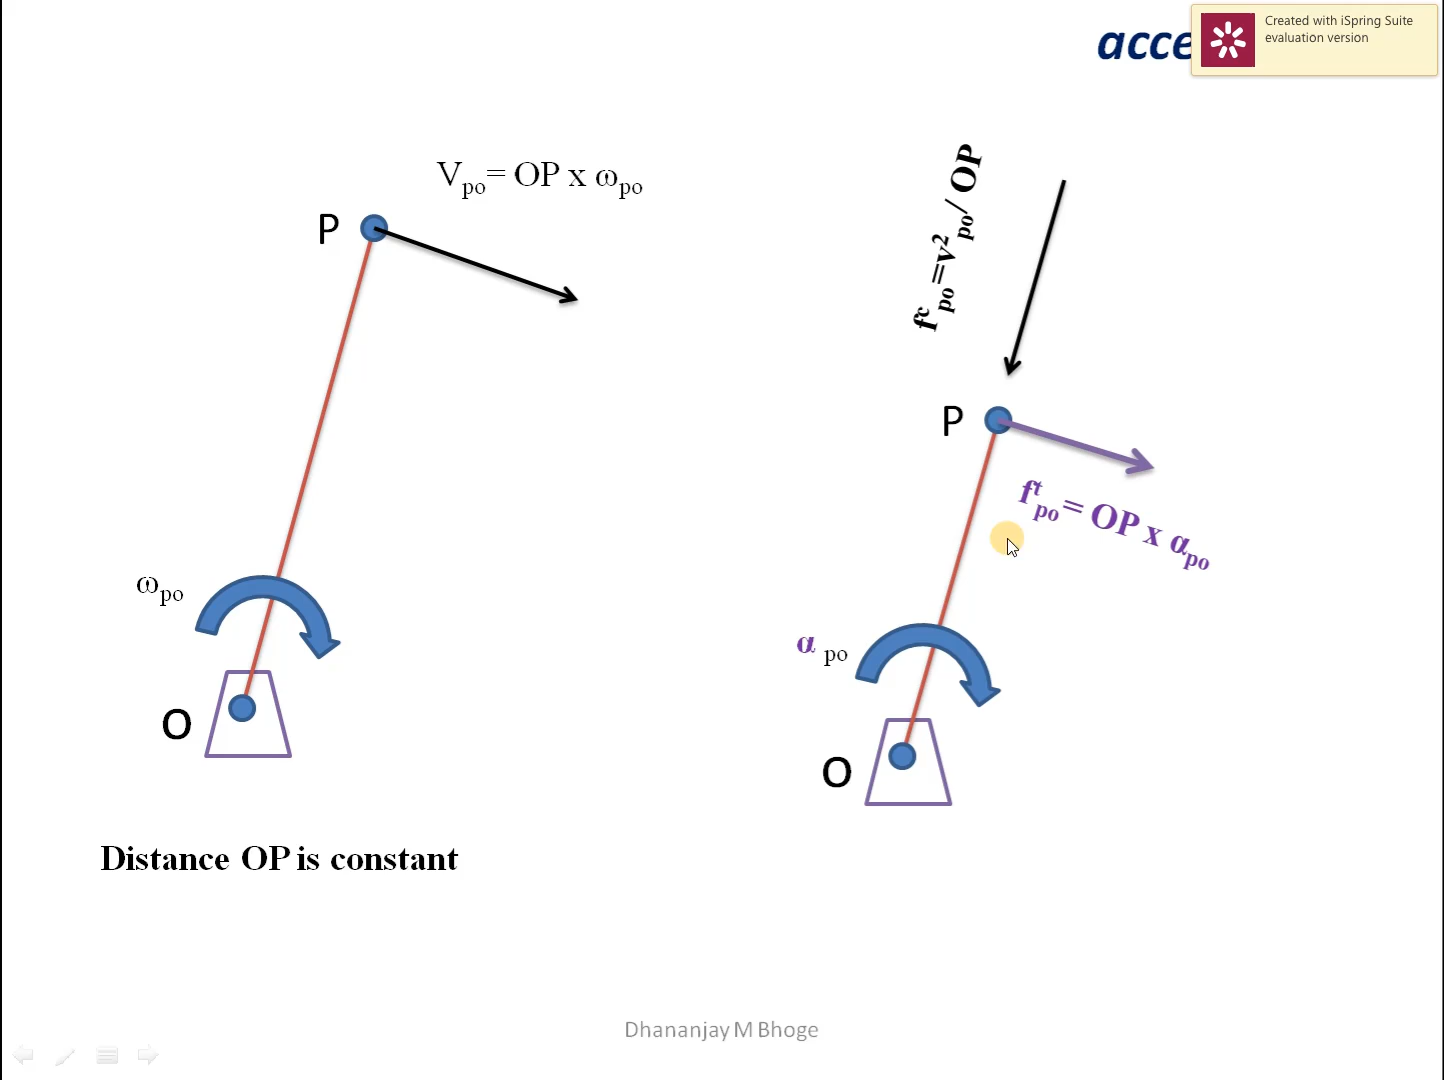 acce
Created with iSpring Suite
evaluation version
Vpo= OP x ωpo
P
ωpo
O
Distance OP is constant
fcpo=v2po/ OP
P
ftpo= OP x αpo
α po
O
Dhananjay M Bhoge